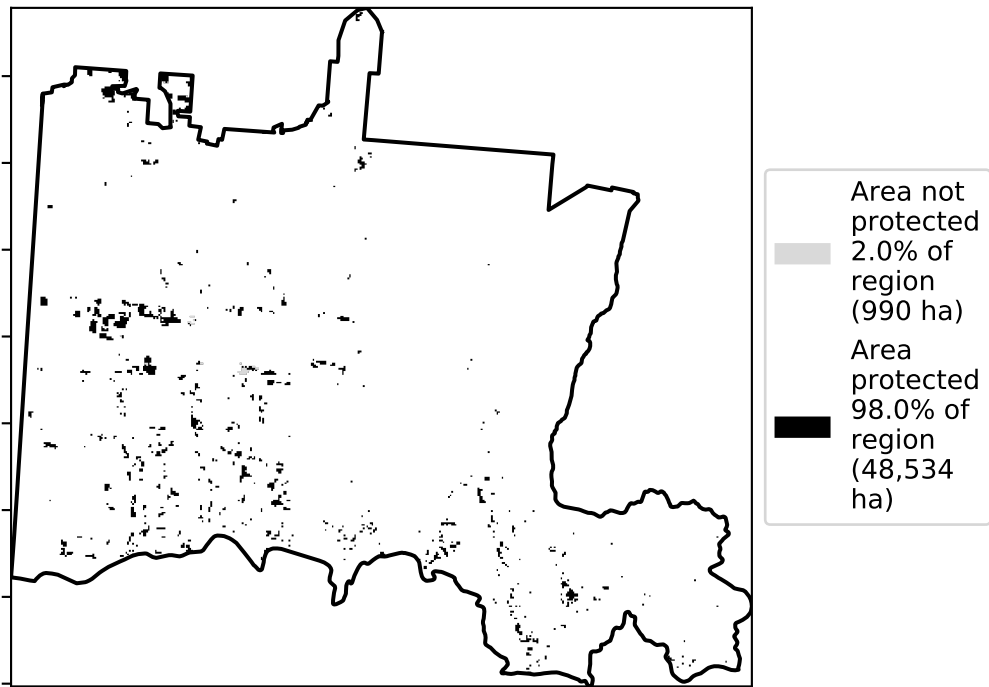 Area not
protected
2.0% of
region
(990 ha)
Area
protected
98.0% of
region
(48,534
ha)